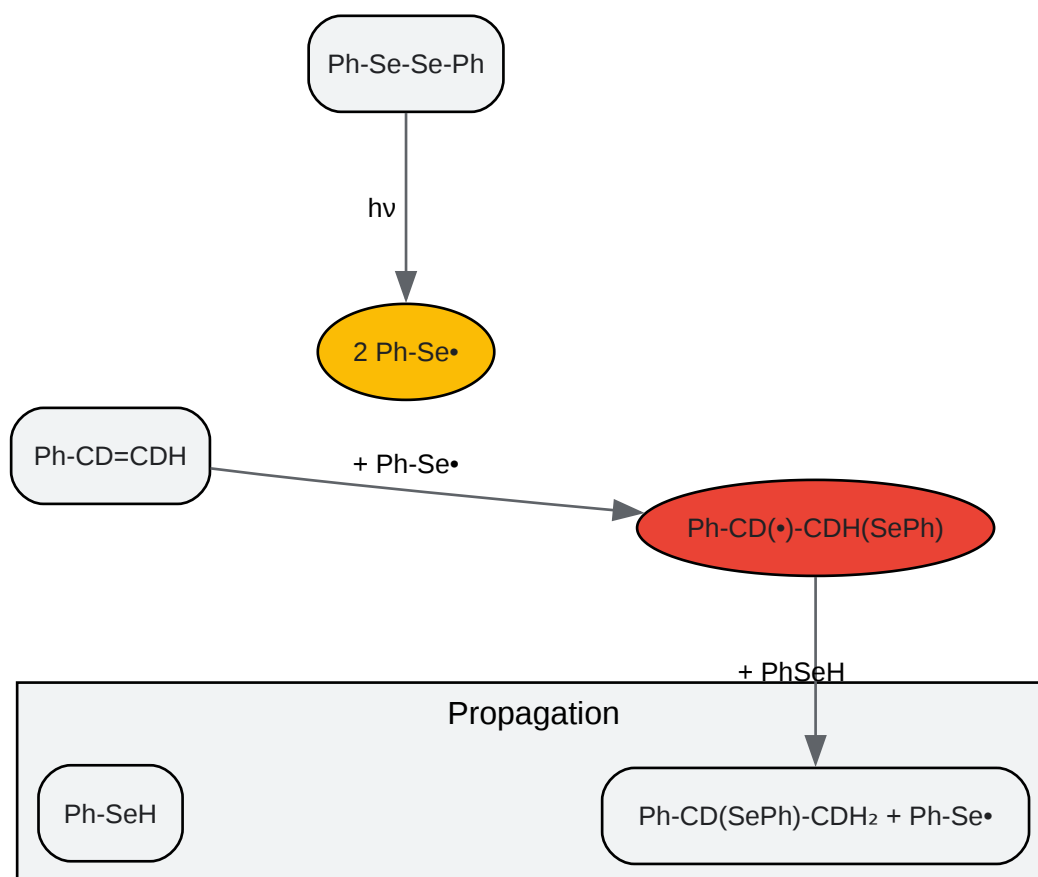 Ph-Se-Se-Ph
hν
2 Ph-Se•
Ph-CD=CDH
+ Ph-Se•
Ph-CD(•)-CDH(SePh)
+ PhSeH
Propagation
Ph-SeH
Ph-CD(SePh)-CDH₂ + Ph-Se•